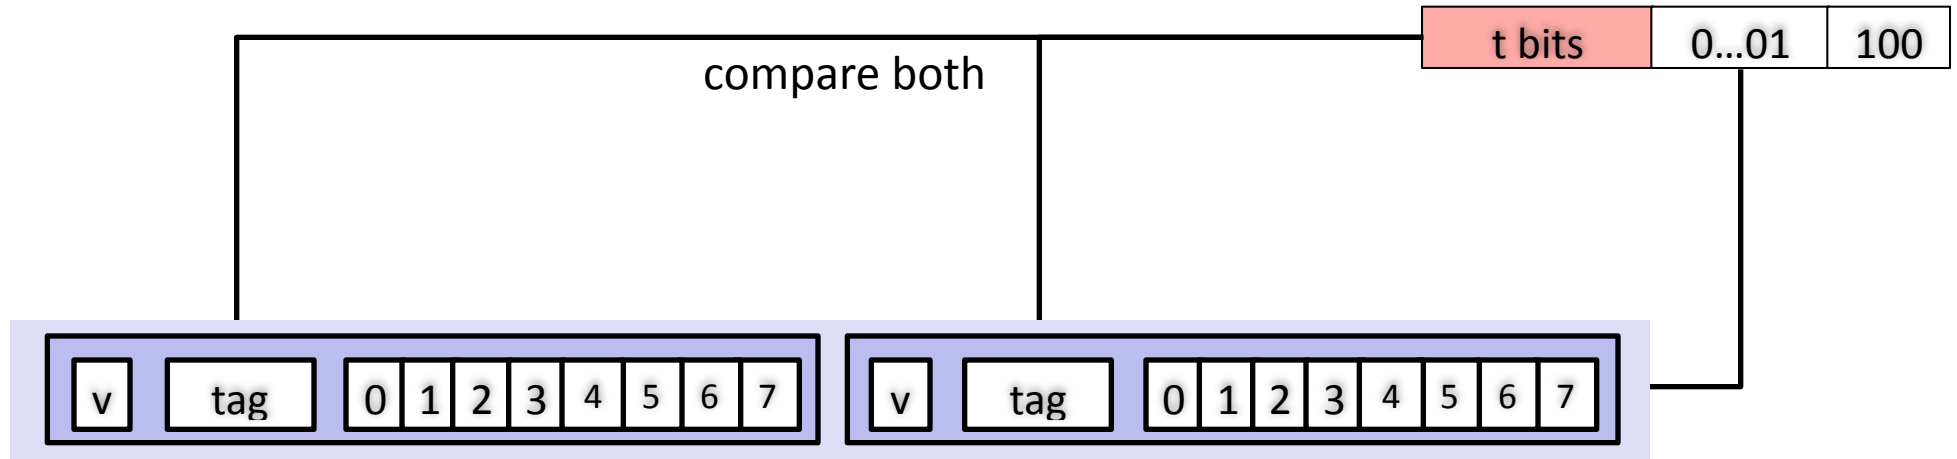 t bits 0...01 100
compare both
v tag 0 1 2 3 4 5 6 7 v tag 0 1 2 3 4 5 6 7